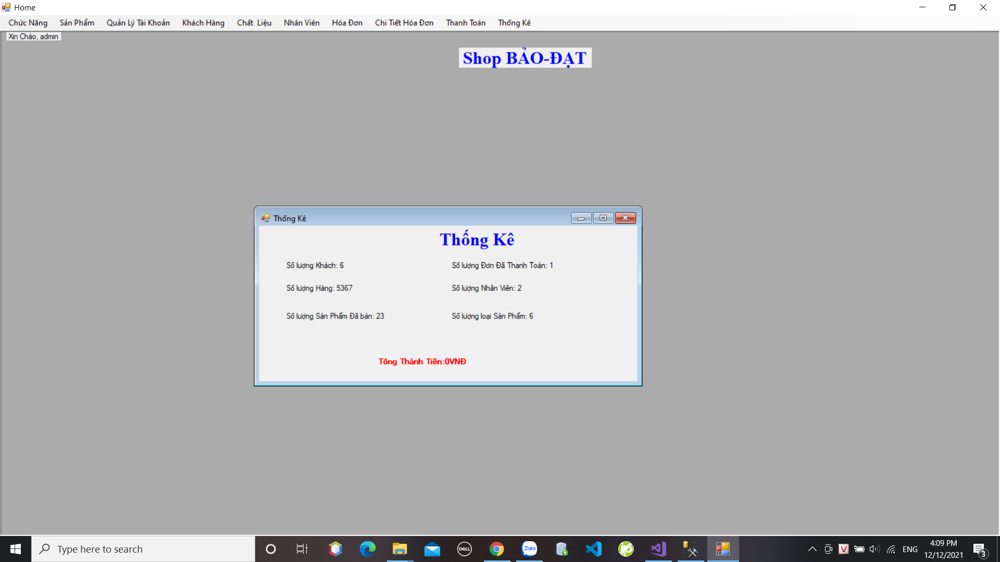 Home
Chức Năng Sản Phẩm Quản Lý Tài Khoản Khách Hàng Chất Liệu Nhân Viên Hóa Đơn Chi Tiết Hóa Đơn Thanh Toán Thống Kê
Xin Chào, admin
Shop BẢO-ĐẠT
Thống Kê
Thống Kê
Số lượng Khách: 6 Số lượng Đơn Đã Thanh Toán: 1
Số lượng Hàng: 5367 Số lượng Nhân Viên: 2
Số lượng Sản Phẩm Đã bán: 23 Số lượng loại Sản Phẩm: 6
Tổng Thành Tiền:0VNĐ
Type here to search
DELL
Zalo
V
ENG
4:09 PM
12/12/2021
3